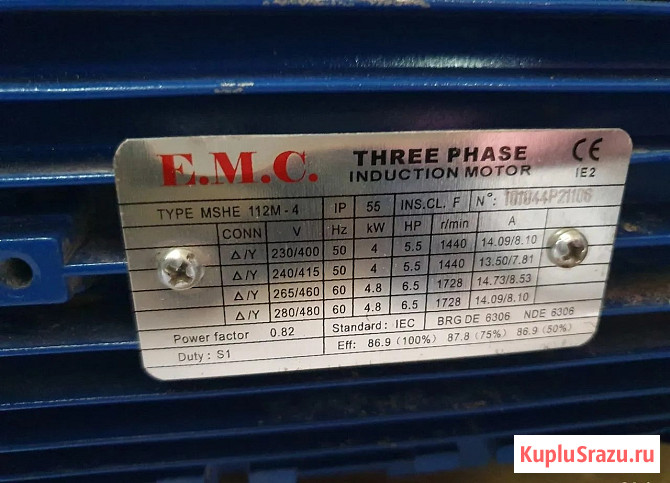 E.M.C. THREE PHASE CE
INDUCTION MOTOR IE2
TYPE MSHE 112M-4 IP 55 INS.CL. F N°:
CONN V Hz kW HP r/min A
Δ/Y 230/400 50 4 5.5 1440 14.09/8.10
Δ/Y 240/415 50 4 5.5 1440 13.50/7.81
Δ/Y 265/460 60 4.8 6.5 1728 14.73/8.53
Δ/Y 280/480 60 4.8 6.5 1728 14.09/8.10
Power factor 0.82 Standard: IEC BRG DE 6306 NDE 6306
Duty: S1 Eff: 86.9 (100%) 87.8 (75%) 86.9 (50%)
KupluSrazu.ru